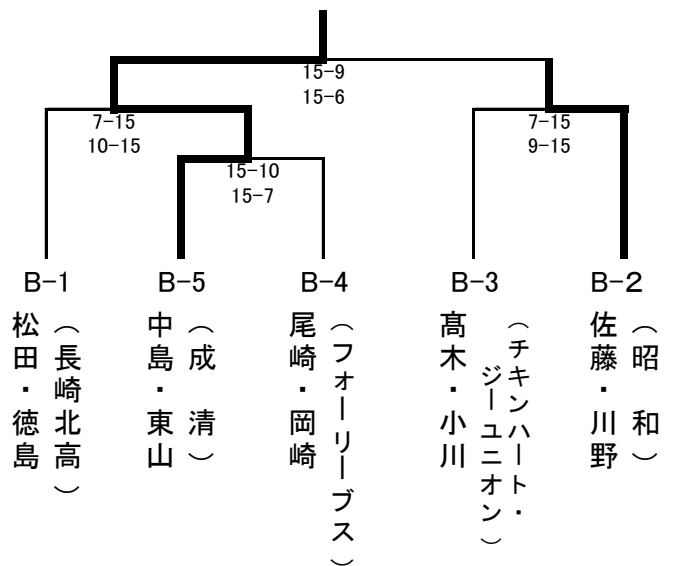 15-9
15-6
7-15
10-15
7-15
9-15
15-10
15-7
B-1
B-5
B-4
B-3
B-2
松田・徳島
（長崎北高）
中島・東山
（成　清）
尾崎・岡崎
（フォーリーブス）
髙木・小川
（チキンハート・
ジーユニオン）
佐藤・川野
（昭　和）